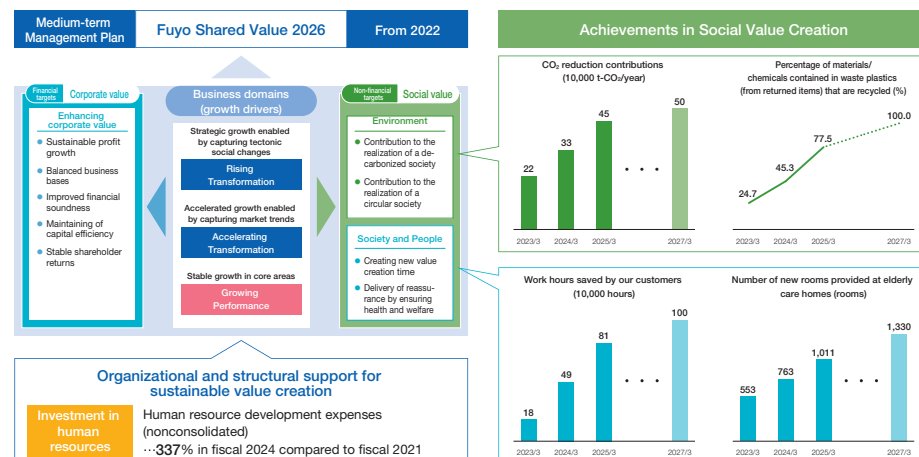 Medium-term
Management Plan
Fuyo Shared Value 2026
From 2022
Financial
targets
Corporate value
Enhancing
corporate value
● Sustainable profit
growth
● Balanced business
bases
● Improved financial
soundness
● Maintaining of
capital efficiency
● Stable shareholder
returns
Business domains
(growth drivers)
Strategic growth enabled
by capturing tectonic
social changes
Rising
Transformation
Accelerated growth enabled
by capturing market trends
Accelerating
Transformation
Stable growth in core areas
Growing
Performance
Non-financial
targets
Social value
Environment
● Contribution to the
realization of a de-
carbonized society
● Contribution to the
realization of a
circular society
Society and People
● Creating new value
creation time
● Delivery of reassu-
rance by ensuring
health and welfare
Organizational and structural support for
sustainable value creation
Investment in
human
resources
Human resource development expenses
(nonconsolidated)
···337% in fiscal 2024 compared to fiscal 2021
Achievements in Social Value Creation
CO₂ reduction contributions
(10,000 t-CO₂/year)
22
33
45
• • •
50
2023/3
2024/3
2025/3
2027/3
Percentage of materials/
chemicals contained in waste plastics
(from returned items) that are recycled (%)
24.7
45.3
77.5
100.0
2023/3
2024/3
2025/3
2027/3
Work hours saved by our customers
(10,000 hours)
18
49
81
• • •
100
2023/3
2024/3
2025/3
2027/3
Number of new rooms provided at elderly
care homes (rooms)
553
763
1,011
• • •
1,330
2023/3
2024/3
2025/3
2027/3